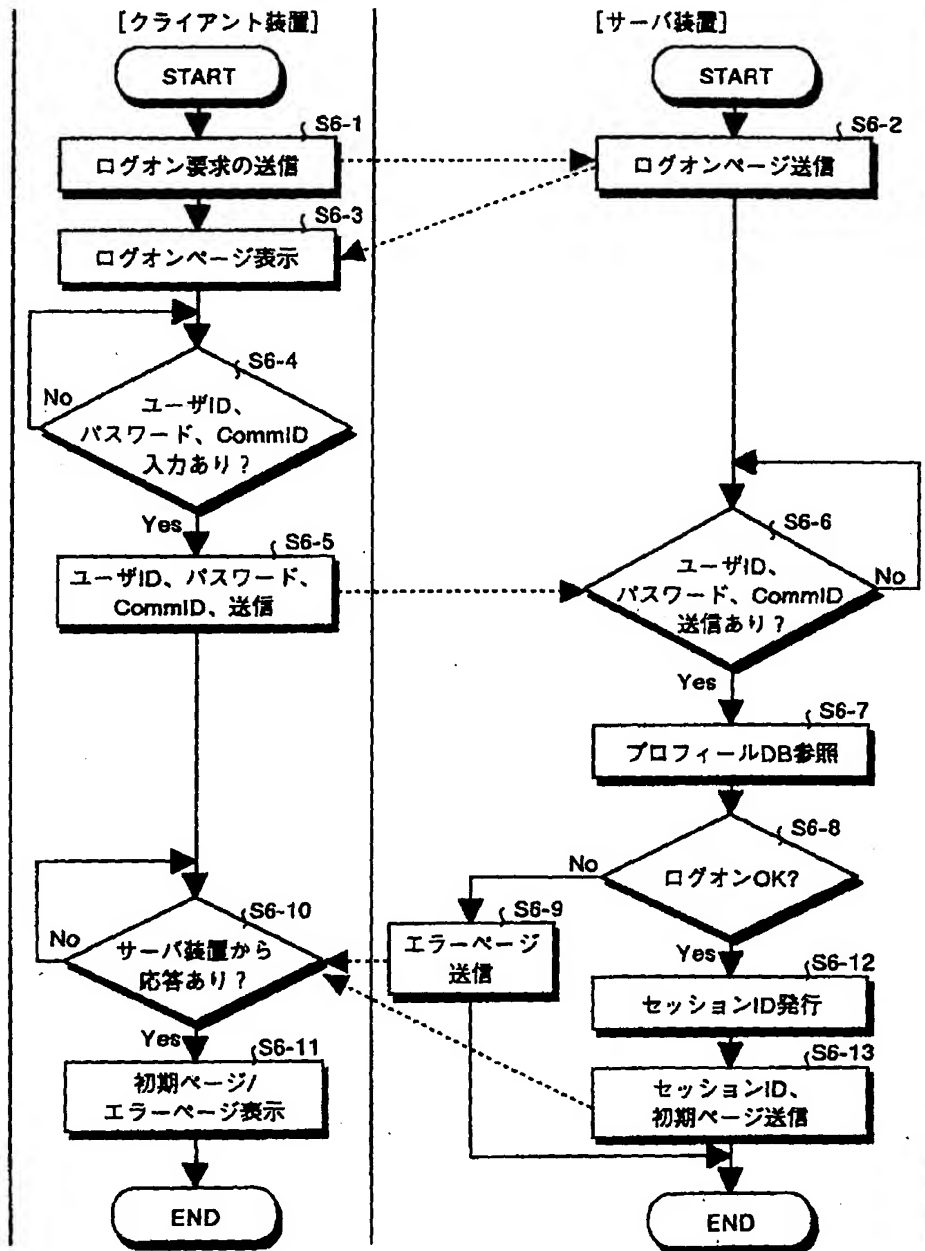 [クライアント装置]
START
S6-1
ログオン要求の送信
S6-3
ログオンページ表示
S6-4
No
ユーザID、
パスワード、CommID
入力あり?
Yes
S6-5
ユーザID、パスワード、
CommID、送信
S6-10
No
サーバ装置から
応答あり?
Yes
S6-11
初期ページ/
エラーページ表示
END
[サーバ装置]
START
S6-2
ログオンページ送信
S6-6
ユーザID、
パスワード、CommID
送信あり?
No
Yes
S6-7
プロフィールDB参照
S6-8
No
ログオンOK?
S6-9
エラーページ
送信
Yes
S6-12
セッションID発行
S6-13
セッションID、
初期ページ送信
END